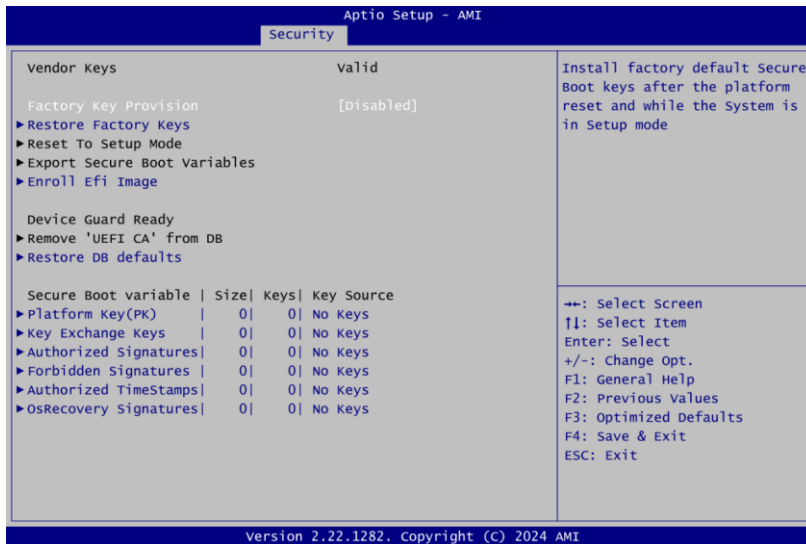 Aptio Setup - AMI
Security
Vendor Keys Valid
Factory Key Provision [Disabled]
►Restore Factory Keys
►Reset To Setup Mode
►Export Secure Boot Variables
►Enroll Efi Image
Device Guard Ready
►Remove 'UEFI CA' from DB
►Restore DB defaults
Secure Boot variable | Size| Keys| Key Source
►Platform Key(PK) | 0| 0| No Keys
►Key Exchange Keys | 0| 0| No Keys
►Authorized Signatures| 0| 0| No Keys
►Forbidden Signatures | 0| 0| No Keys
►Authorized TimeStamps| 0| 0| No Keys
►OsRecovery Signatures| 0| 0| No Keys
Install factory default Secure
Boot keys after the platform
reset and while the System is
in Setup mode
→←: Select Screen
↑↓: Select Item
Enter: Select
+/-: Change Opt.
F1: General Help
F2: Previous Values
F3: Optimized Defaults
F4: Save & Exit
ESC: Exit
Version 2.22.1282. Copyright (C) 2024 AMI